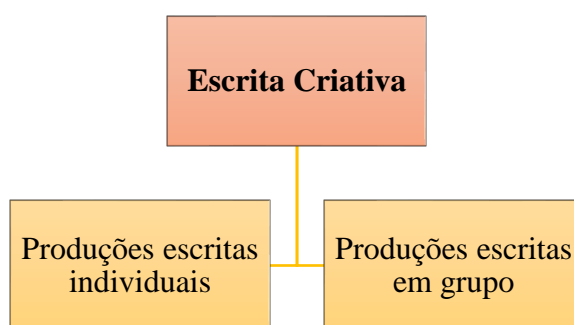 Escrita Criativa
Produções escritas
individuais
Produções escritas
em grupo